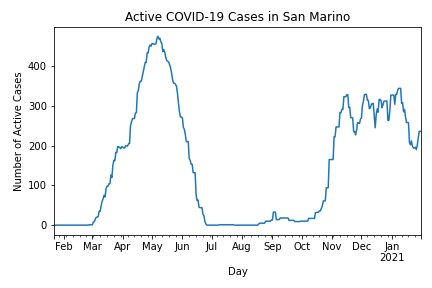 Active COVID-19 Cases in San Marino
Number of Active Cases
400
300
200
100
0
Feb Mar Apr May Jun Jul Aug Sep Oct Nov Dec Jan
2021
Day